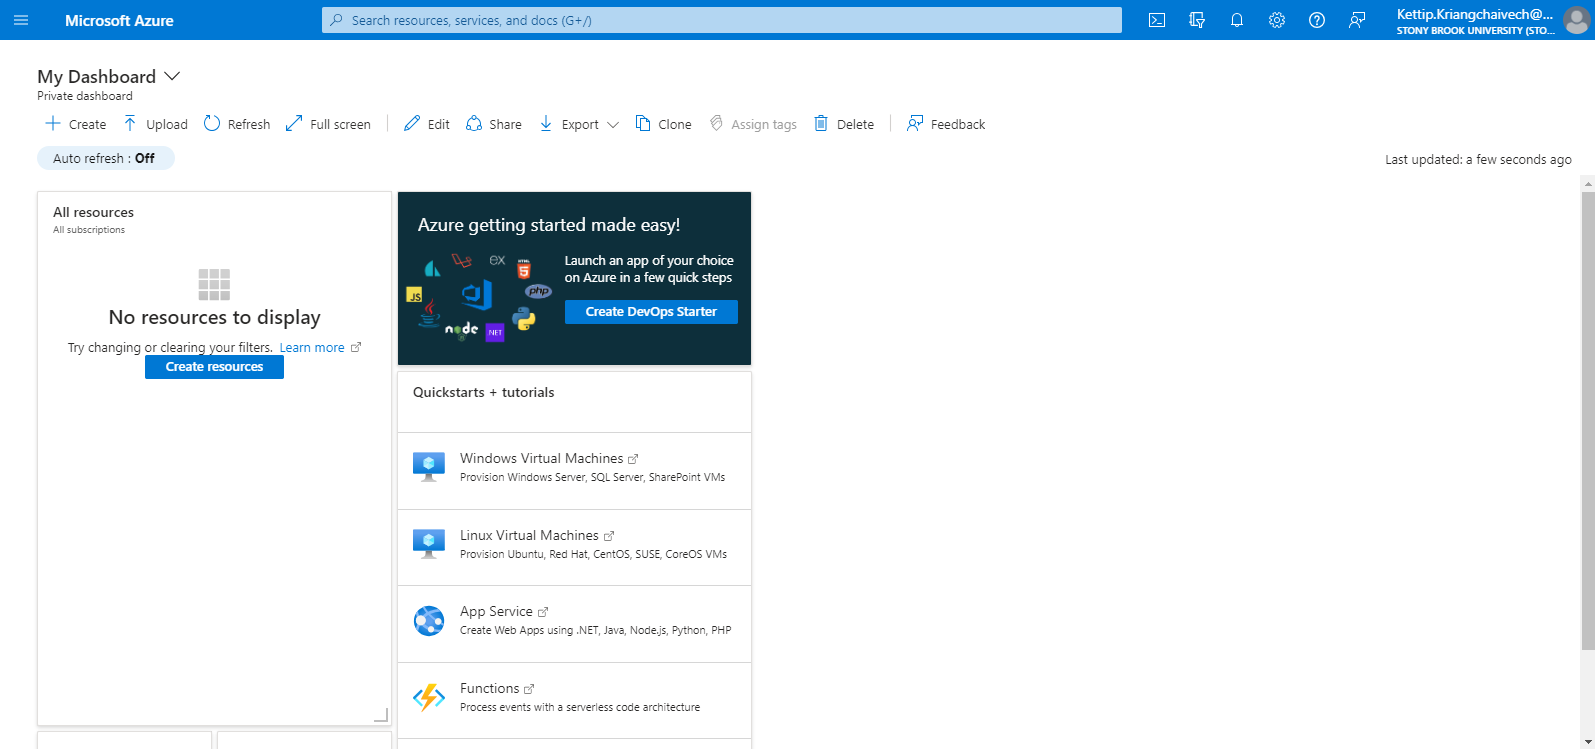 Microsoft Azure
Search resources, services, and docs (G+/)
Kettip.Kriangchaivech@...
STONY BROOK UNIVERSITY (STO...
My Dashboard
Private dashboard
Create Upload Refresh Full screen Edit Share Export Clone Assign tags Delete Feedback
Auto refresh : Off
Last updated: a few seconds ago
All resources
All subscriptions
No resources to display
Try changing or clearing your filters. Learn more
Create resources
Azure getting started made easy!
Launch an app of your choice
on Azure in a few quick steps
Create DevOps Starter
ex
HTML
5
JS
php
node
NET
Quickstarts + tutorials
Windows Virtual Machines
Provision Windows Server, SQL Server, SharePoint VMs
Linux Virtual Machines
Provision Ubuntu, Red Hat, CentOS, SUSE, CoreOS VMs
App Service
Create Web Apps using .NET, Java, Node.js, Python, PHP
Functions
Process events with a serverless code architecture